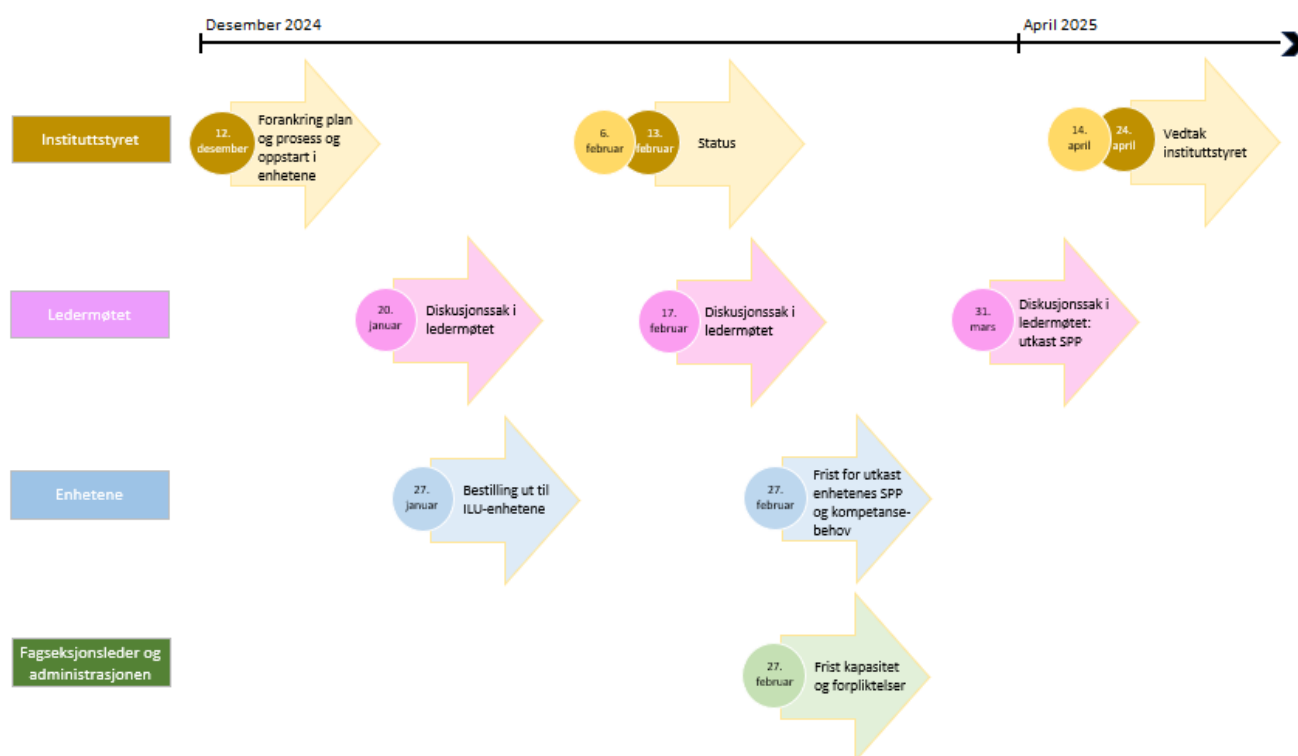 Desember 2024
April 2025
Instituttstyret
12.
desember
Forankring plan
og prosess og
oppstart i
enhetene
6.
februar
13.
februar
Status
14.
april
24.
april
Vedtak
instituttstyret
Ledermøtet
20.
januar
Diskusjonssak i
ledermøtet
17.
februar
Diskusjonssak i
ledermøtet
31.
mars
Diskusjonssak i
ledermøtet:
utkast SPP
Enhetene
27.
januar
Bestilling ut til
ILU-enhetene
27.
februar
Frist for utkast
enhetenes SPP
og kompetanse-
behov
Fagseksjonsleder og
administrasjonen
27.
februar
Frist kapasitet
og forpliktelser